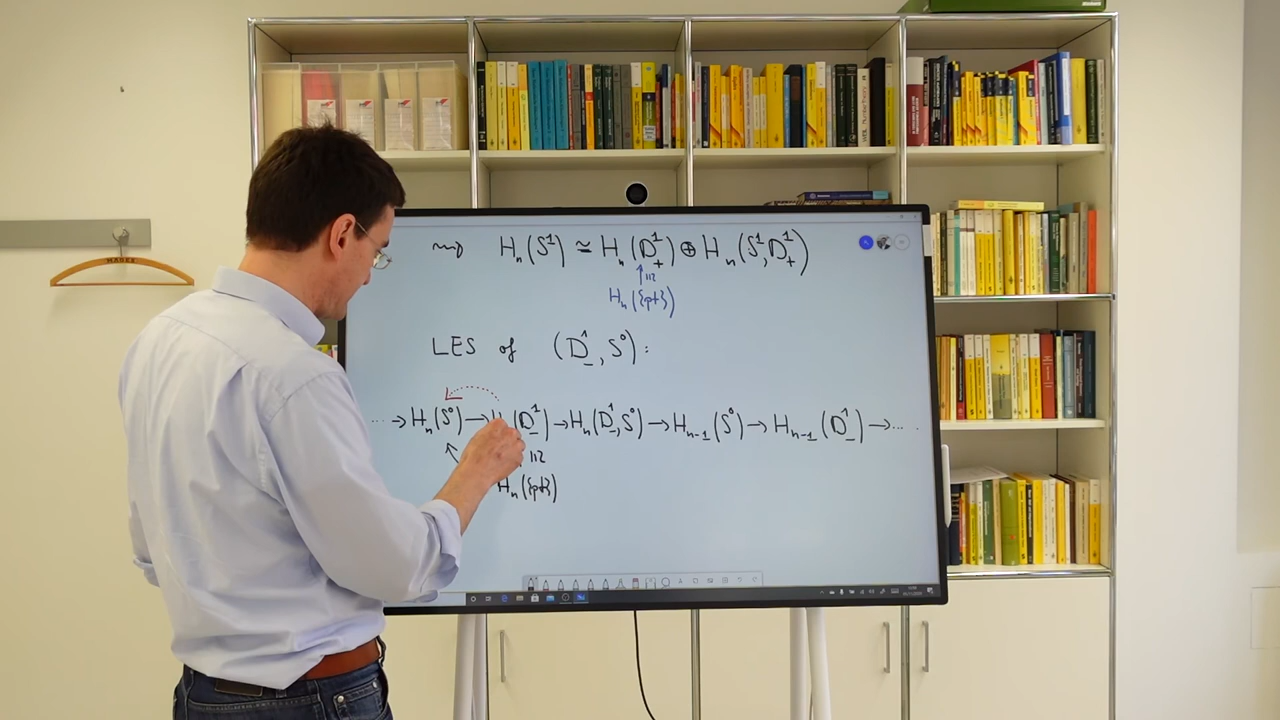 ⇝ Hₙ(S¹) ≅ Hₙ(D¹₊) ⊕ Hₙ(S¹, D¹₊)
↑ ≅
Hₙ({pt})
LES of (D¹₋, S⁰):
⋯ → Hₙ(S⁰) → H (D¹₋) → Hₙ(D¹₋, S⁰) → Hₙ₋₁(S⁰) → Hₙ₋₁(D¹₋) → ⋯
≅
Hₙ({pt})